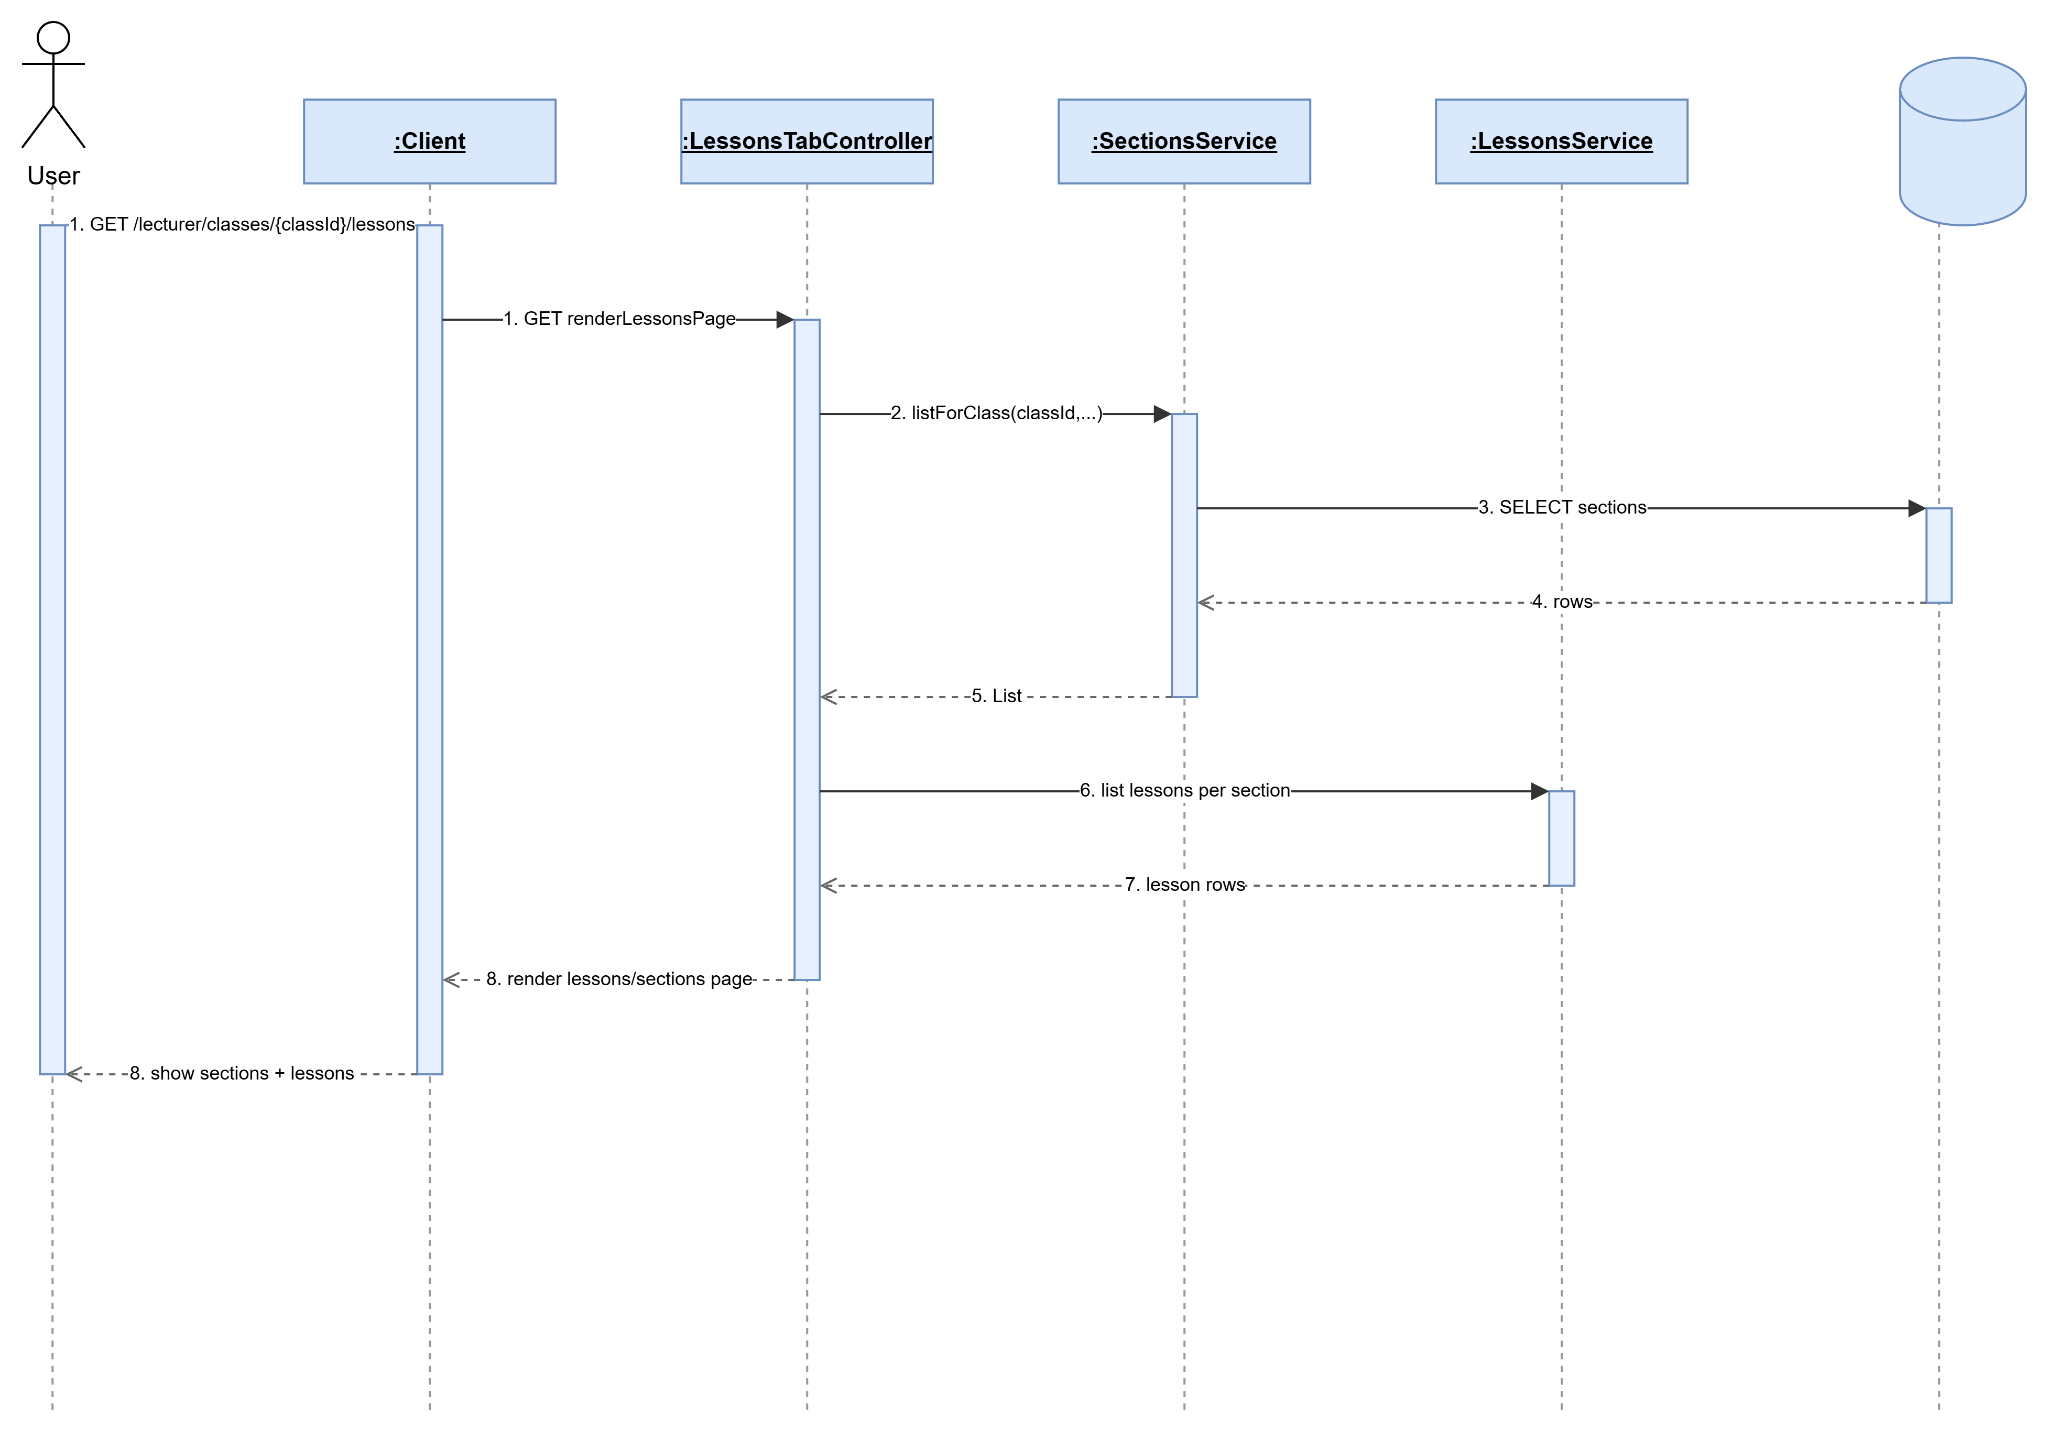 User
:Client
:LessonsTabController
:SectionsService
:LessonsService
1. GET /lecturer/classes/{classId}/lessons
1. GET renderLessonsPage
2. listForClass(classId,...)
3. SELECT sections
4. rows
5. List
6. list lessons per section
7. lesson rows
8. render lessons/sections page
8. show sections + lessons